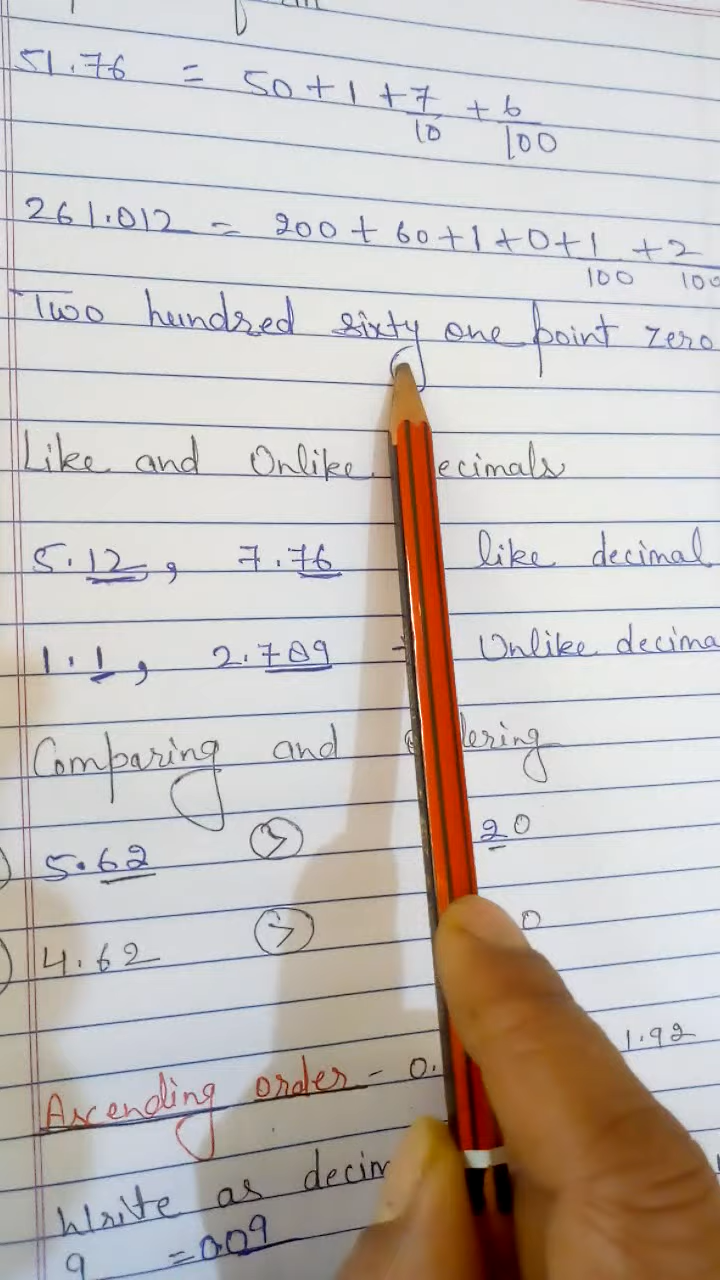 51.76 = 50+1+7/10 + 6/100
261.012 = 200+60+1+0+1/100 +2/100
Two hundred sixty one point zero
Like and Unlike ecimals
5.12, 7.76 like decimal
1.1, 2.789 Unlike decima
Comparing and dering
5.62 > 20
4.62 > 0
Ascending order - 0. 1.92
Write as decim
9 = 0.09